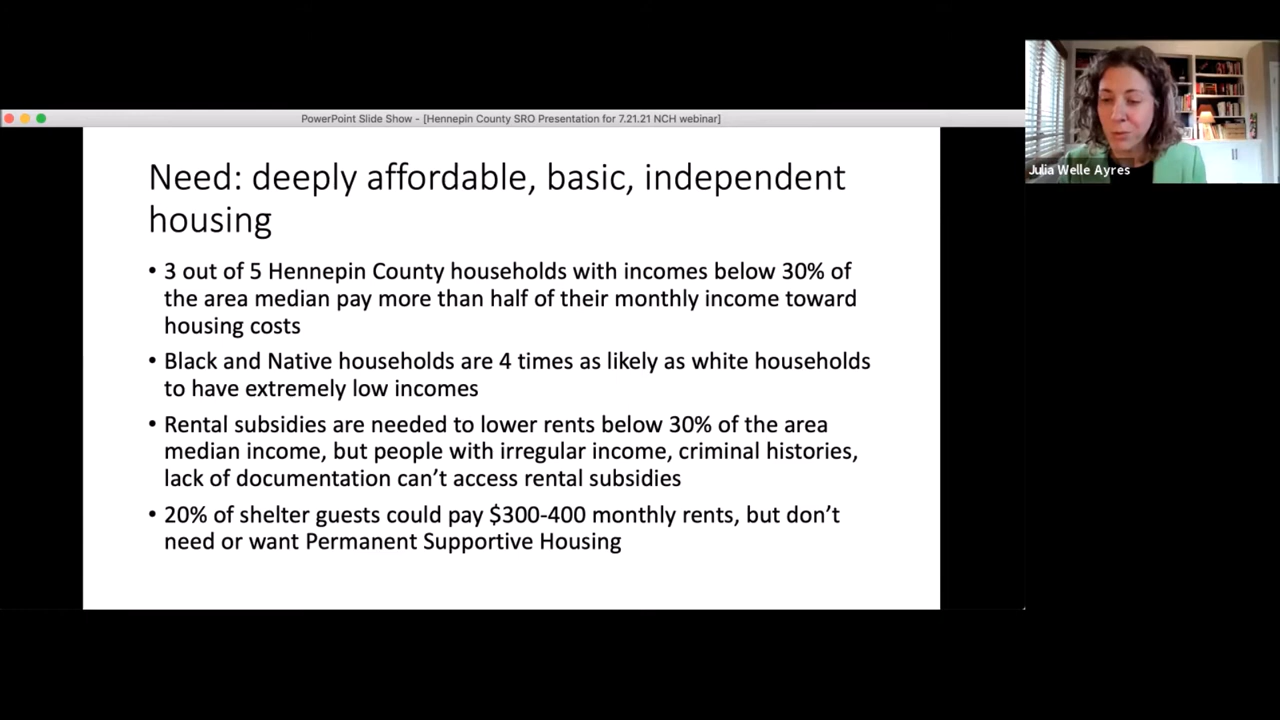 PowerPoint Slide Show - [Hennepin County SRO Presentation for 7.21.21 NCH webinar]
Need: deeply affordable, basic, independent
housing
• 3 out of 5 Hennepin County households with incomes below 30% of
the area median pay more than half of their monthly income toward
housing costs
• Black and Native households are 4 times as likely as white households
to have extremely low incomes
• Rental subsidies are needed to lower rents below 30% of the area
median income, but people with irregular income, criminal histories,
lack of documentation can’t access rental subsidies
• 20% of shelter guests could pay $300-400 monthly rents, but don’t
need or want Permanent Supportive Housing
Julia Welle Ayres